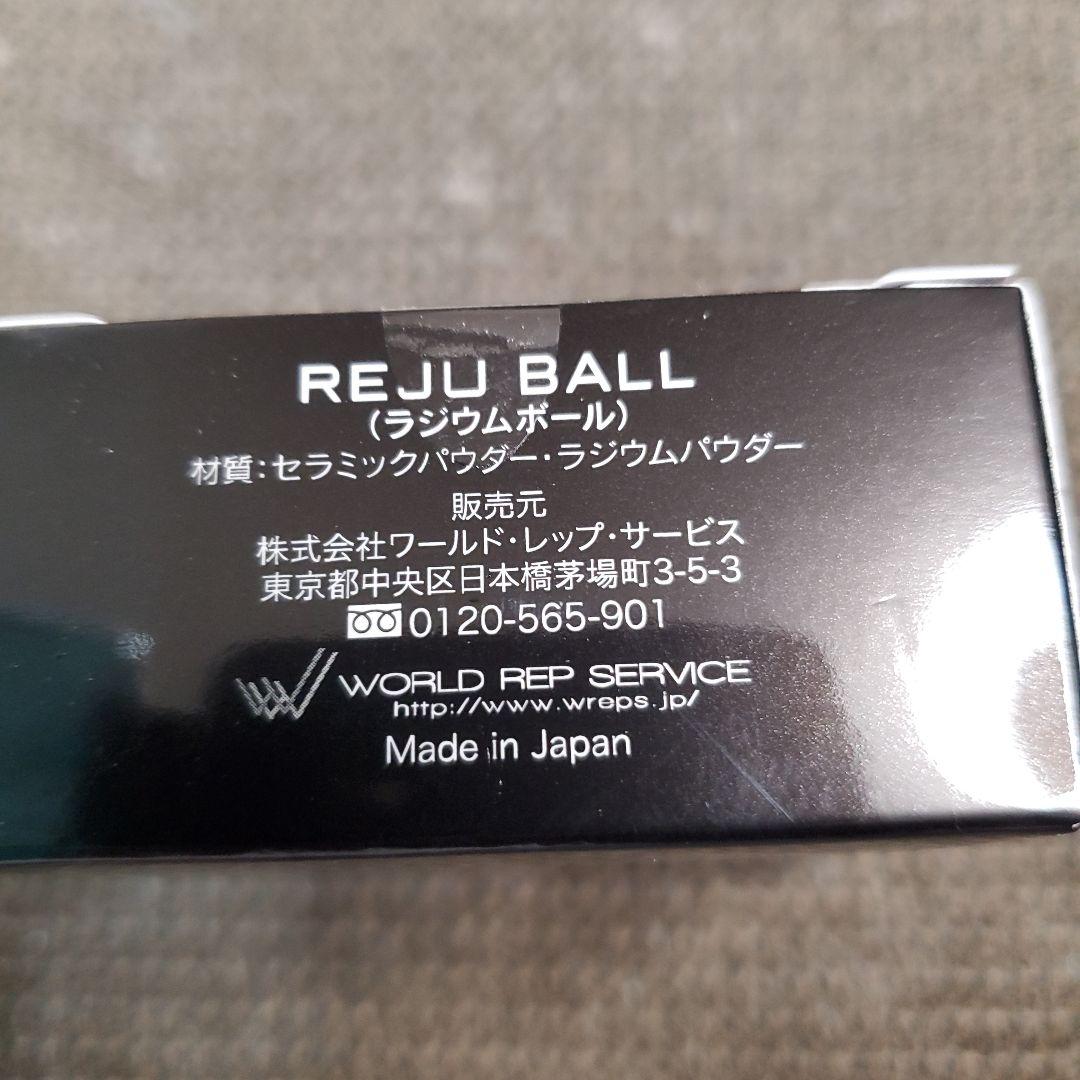 REJU BALL
(ラジウムボール)
材質:セラミックパウダー・ラジウムパウダー
販売元
株式会社ワールド・レップ・サービス
東京都中央区日本橋茅場町3-5-3
0120-565-901
WORLD REP SERVICE
http://www.wreps.jp/
Made in Japan